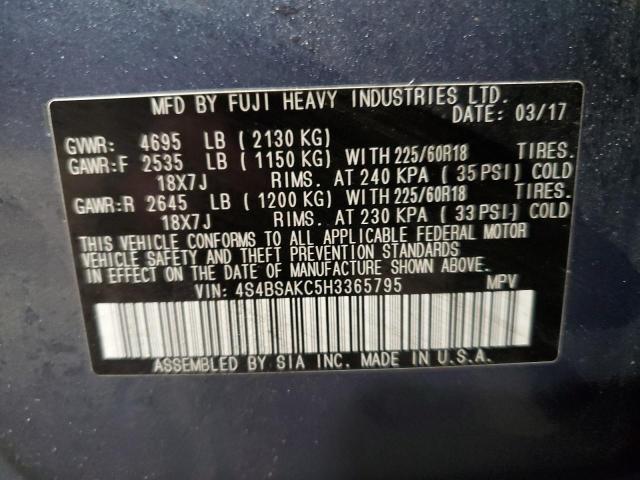 MFD BY FUJI HEAVY INDUSTRIES LTD.
DATE: 03/17
GVWR: 4695 LB ( 2130 KG)
GAWR:F 2535 LB ( 1150 KG) WITH 225/60R18 TIRES.
18X7J RIMS. AT 240 KPA ( 35 PSI) COLD
GAWR:R 2645 LB ( 1200 KG) WITH 225/60R18 TIRES.
18X7J RIMS. AT 230 KPA ( 33 PSI) COLD
THIS VEHICLE CONFORMS TO ALL APPLICABLE FEDERAL MOTOR
VEHICLE SAFETY AND THEFT PREVENTION STANDARDS
IN EFFECT ON THE DATE OF MANUFACTURE SHOWN ABOVE.
VIN: 4S4BSAKC5H3365795 MPV
ASSEMBLED BY SIA INC. MADE IN U.S.A.